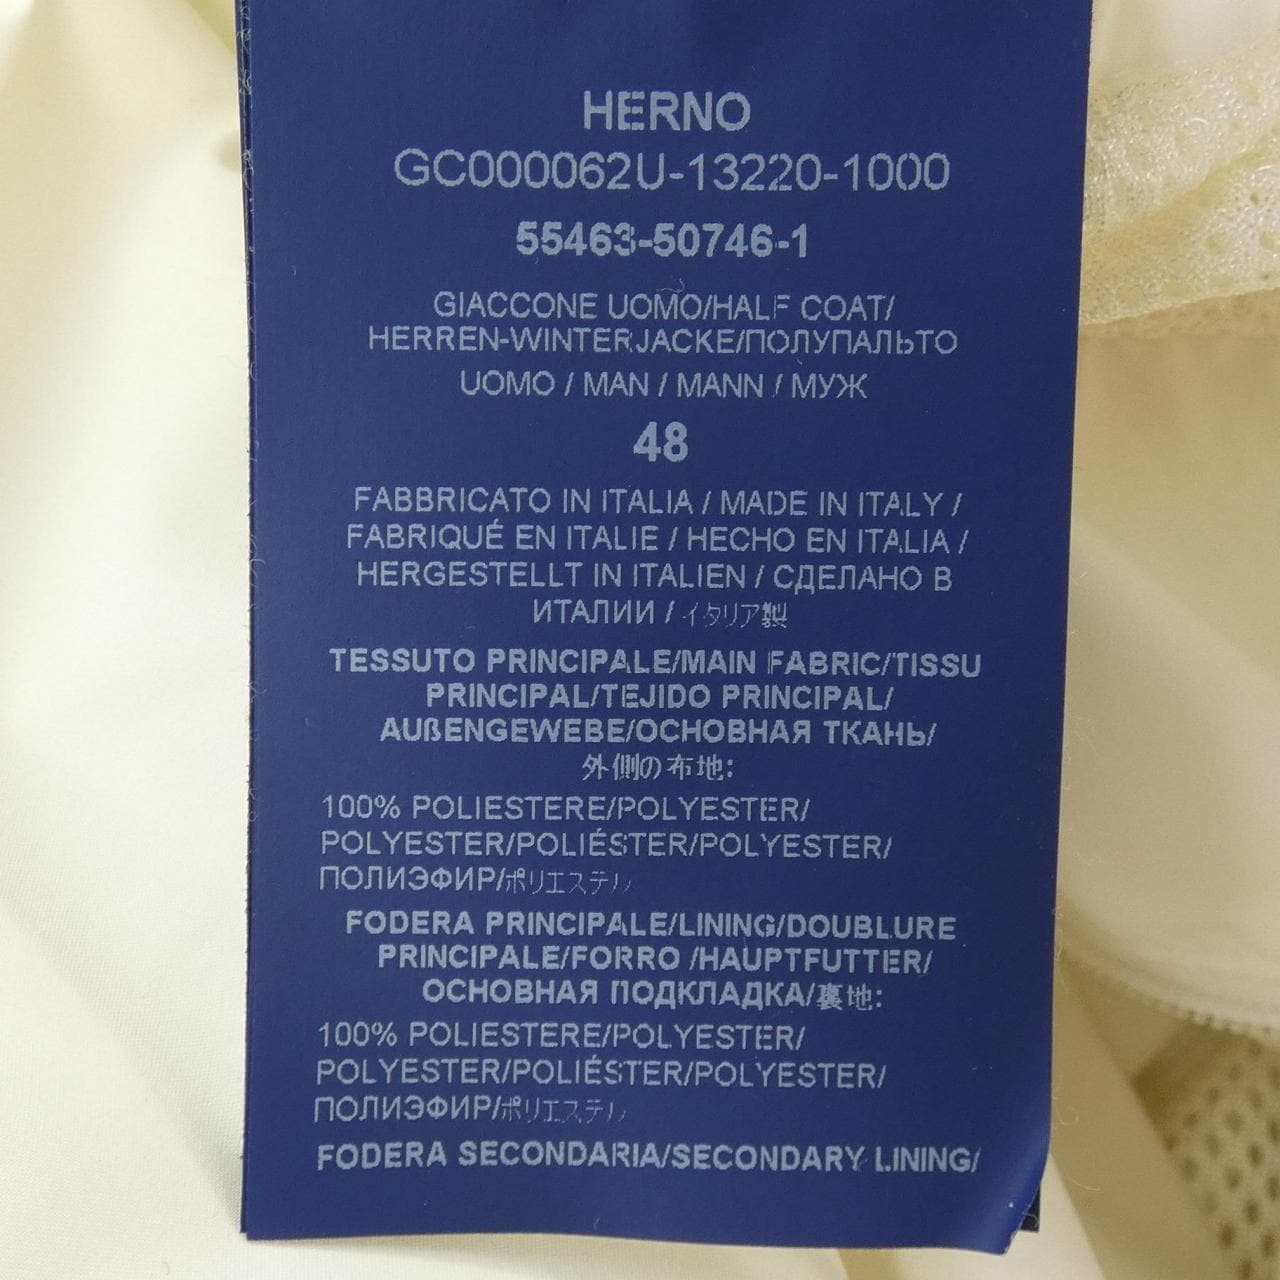 HERNO
GC000062U-13220-1000
55463-50746-1
GIACCONE UOMO/HALF COAT/
HERREN-WINTERJACKE/ПОЛУПАЛЬТО
UOMO / MAN / MANN / МУЖ
48
FABBRICATO IN ITALIA / MADE IN ITALY /
FABRIQUÉ EN ITALIE / HECHO EN ITALIA /
HERGESTELLT IN ITALIEN / СДЕЛАНО В
ИТАЛИИ / イタリア製
TESSUTO PRINCIPALE/MAIN FABRIC/TISSU
PRINCIPAL/TEJIDO PRINCIPAL/
AUßENGEWEBE/ОСНОВНАЯ ТКАНЬ/
外側の布地:
100% POLIESTERE/POLYESTER/
POLYESTER/POLIÉSTER/POLYESTER/
ПОЛИЭФИР/ポリエステル
FODERA PRINCIPALE/LINING/DOUBLURE
PRINCIPALE/FORRO /HAUPTFUTTER/
ОСНОВНАЯ ПОДКЛАДКА/裏地:
100% POLIESTERE/POLYESTER/
POLYESTER/POLIÉSTER/POLYESTER/
ПОЛИЭФИР/ポリエステル
FODERA SECONDARIA/SECONDARY LINING/